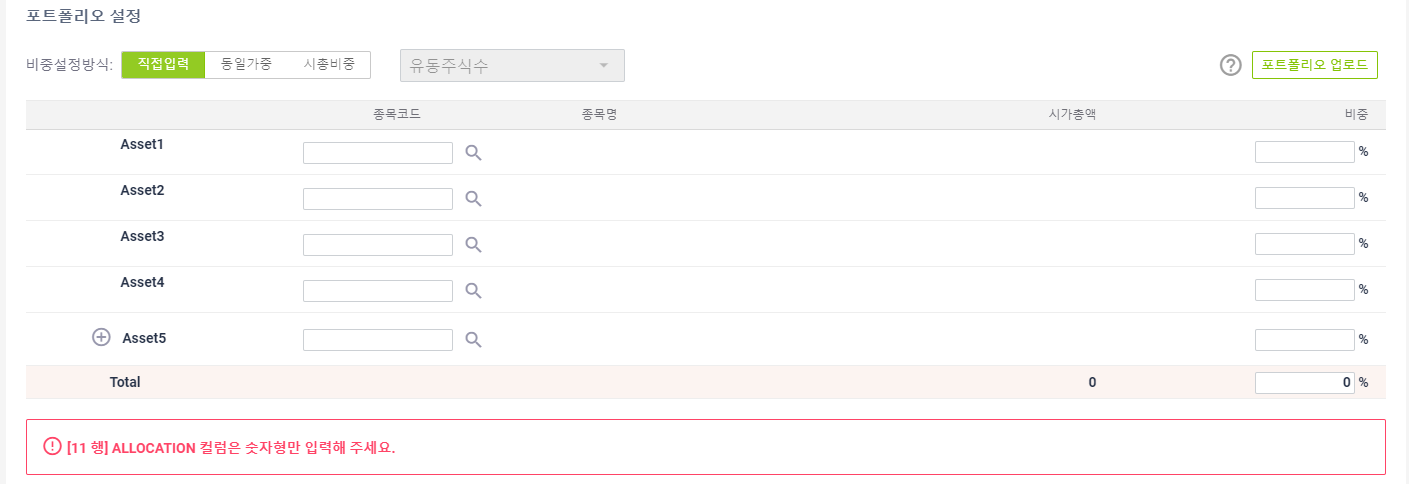 포트폴리오 설정
비중설정방식: 직접입력 동일가중 시총비중 유동주식수 포트폴리오 업로드
종목코드 종목명 시가총액 비중
Asset1 %
Asset2 %
Asset3 %
Asset4 %
Asset5 %
Total 0 0 %
[11 행] ALLOCATION 컬럼은 숫자형만 입력해 주세요.